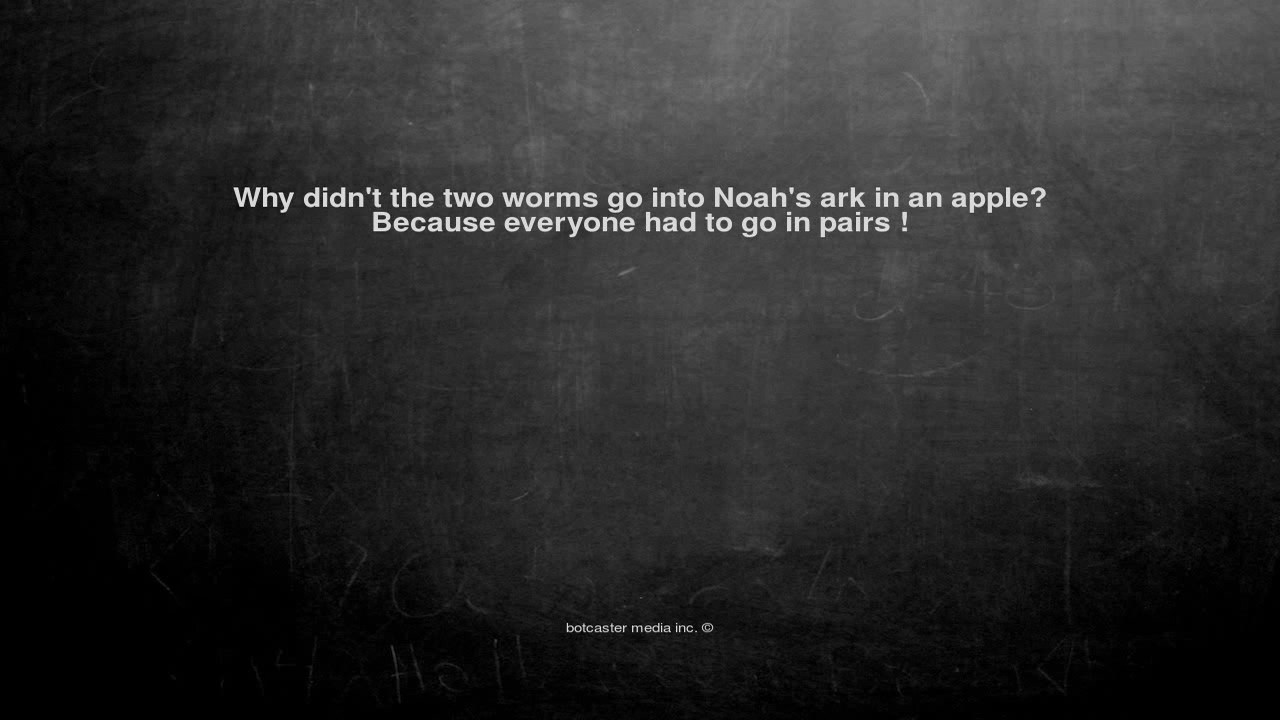 Why didn't the two worms go into Noah's ark in an apple?
Because everyone had to go in pairs !
botcaster media inc. ©